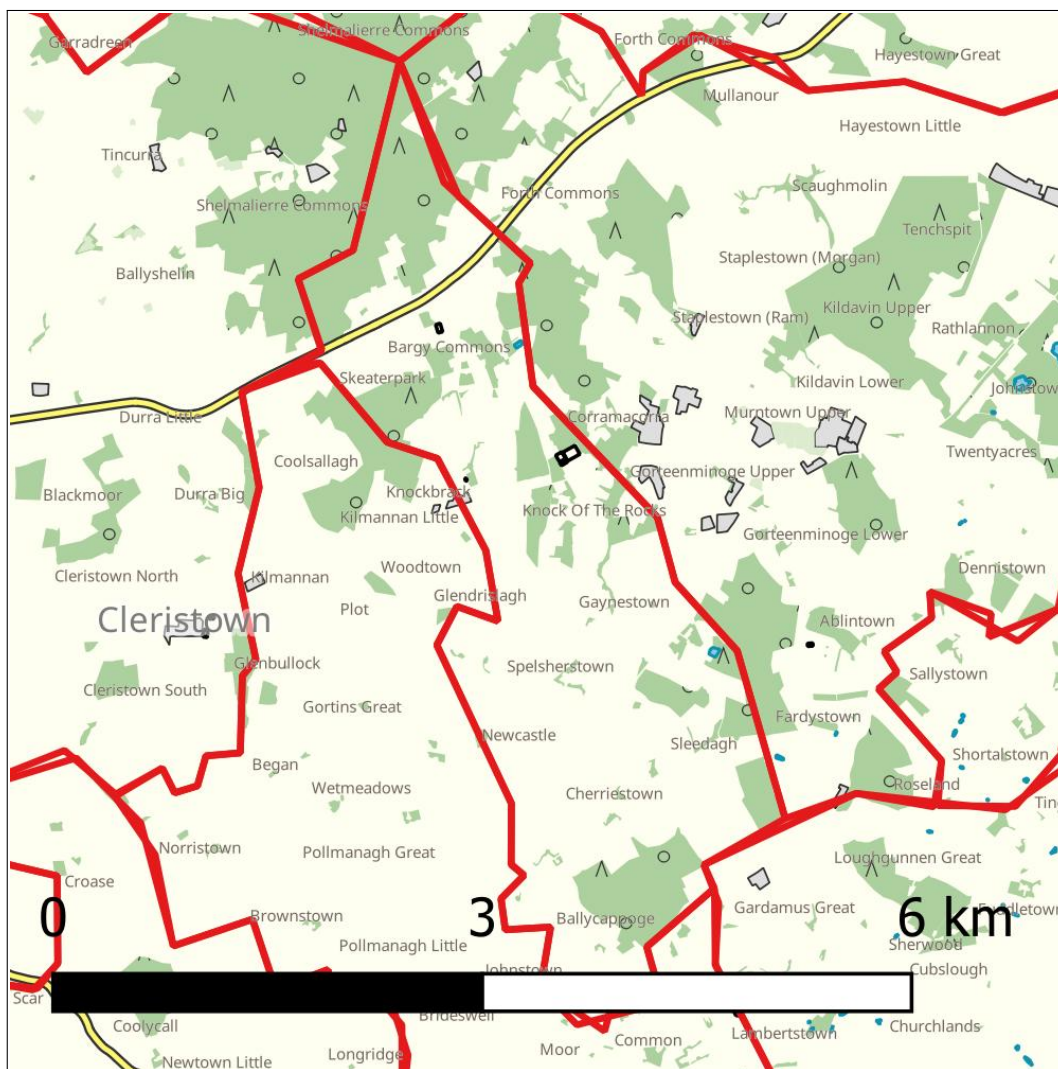 Shelmalierre Commons
Garradreen
Forth Commons
Hayestown Great
Mullanour
Hayestown Little
Tincurra
Scaughmolin
Forth Commons
Shelmalierre Commons
Tenchspit
Staplestown (Morgan)
Ballyshelin
Kildavin Upper
Staplestown (Ram)
Rathlannon
Bargy Commons
Skeaterpark
Kildavin Lower
Johnstown
Durra Little
Corramacorra
Murntown Upper
Twentyacres
Coolsallagh
Gorteenminoge Upper
Blackmoor
Durra Big
Knockbrack
Kilmannan Little
Knock Of The Rocks
Gorteenminoge Lower
Cleristown North
Kilmannan
Woodtown
Dennistown
Glendrislagh
Gaynestown
Plot
Cleristown
Ablintown
Glenbullock
Spelsherstown
Sallystown
Cleristown South
Gortins Great
Fardystown
Newcastle
Sleedagh
Shortalstown
Began
Wetmeadows
Cherriestown
Roseland
Norristown
Pollmanagh Great
Loughgunnen Great
Croase
Gardamus Great
Brownstown
Ballycappoge
0
3
6 km
Pollmanagh Little
Sherwood
Johnstown
Cubslough
Scar
Brideswell
Coolycall
Lambertstown
Churchlands
Common
Moor
Longridge
Newtown Little